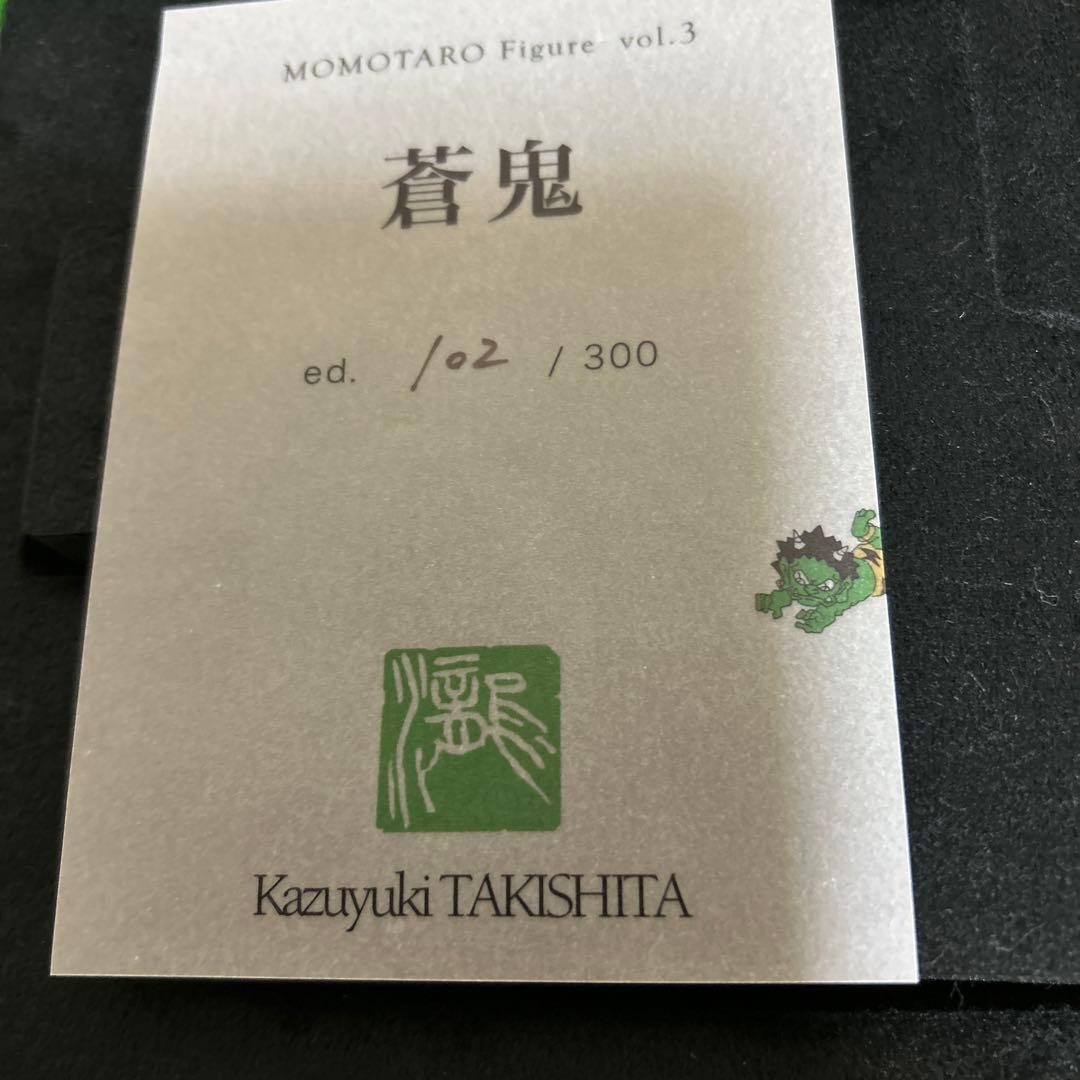 MOMOTARO Figure vol.3
蒼鬼
ed. 102 / 300
Kazuyuki TAKISHITA